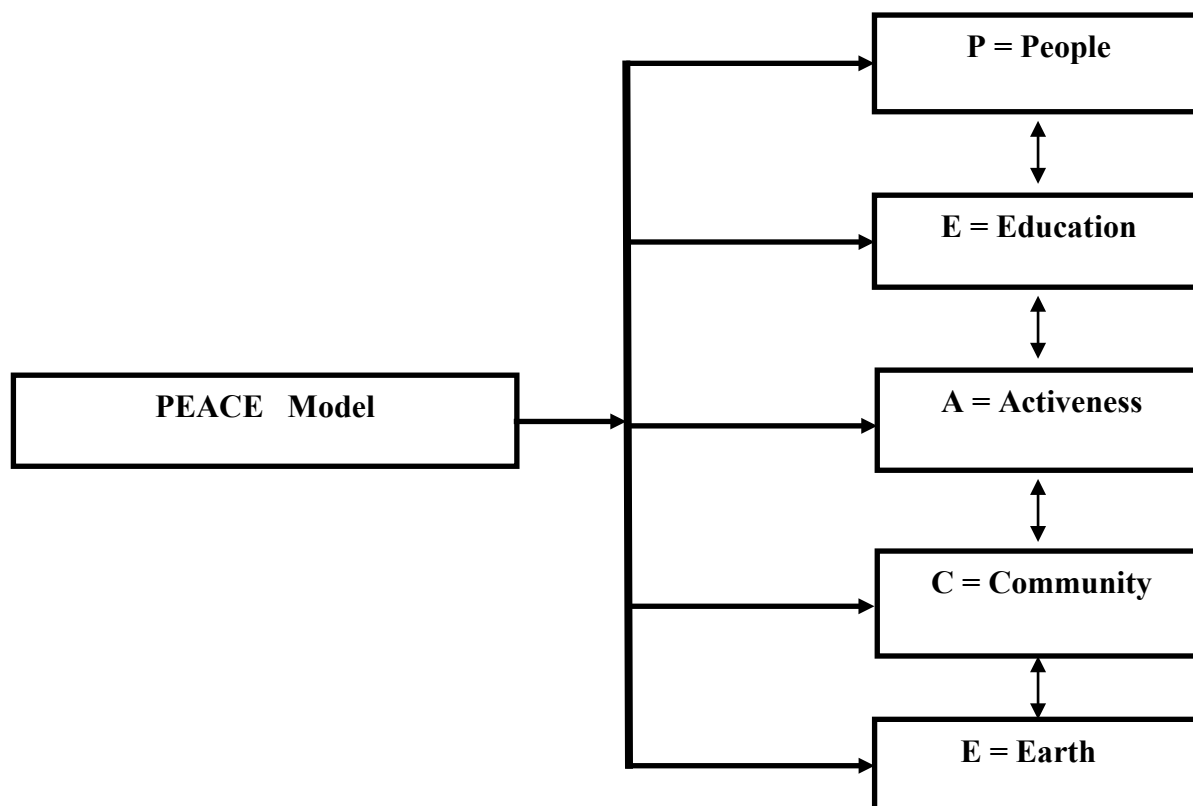 P = People
E = Education
A = Activeness
PEACE Model
C = Community
E = Earth